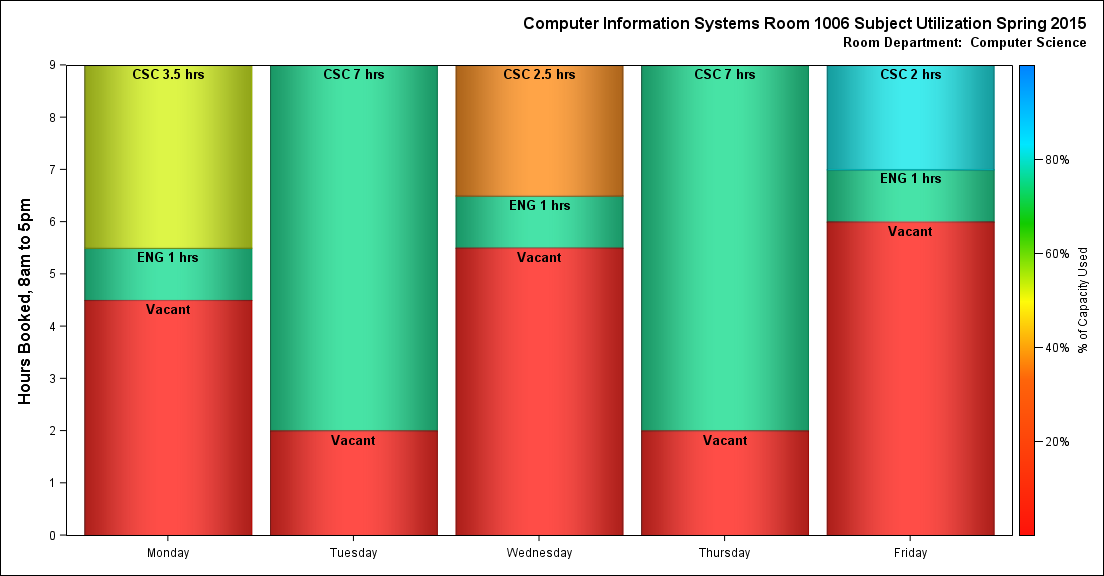 Computer Information Systems Room 1006 Subject Utilization Spring 2015
Room Department:  Computer Science
Hours Booked, 8am to 5pm
9
8
7
6
5
4
3
2
1
0
CSC 3.5 hrs
ENG 1 hrs
Vacant
CSC 7 hrs
Vacant
CSC 2.5 hrs
ENG 1 hrs
Vacant
CSC 7 hrs
Vacant
CSC 2 hrs
ENG 1 hrs
Vacant
Monday
Tuesday
Wednesday
Thursday
Friday
80%
60%
40%
20%
% of Capacity Used